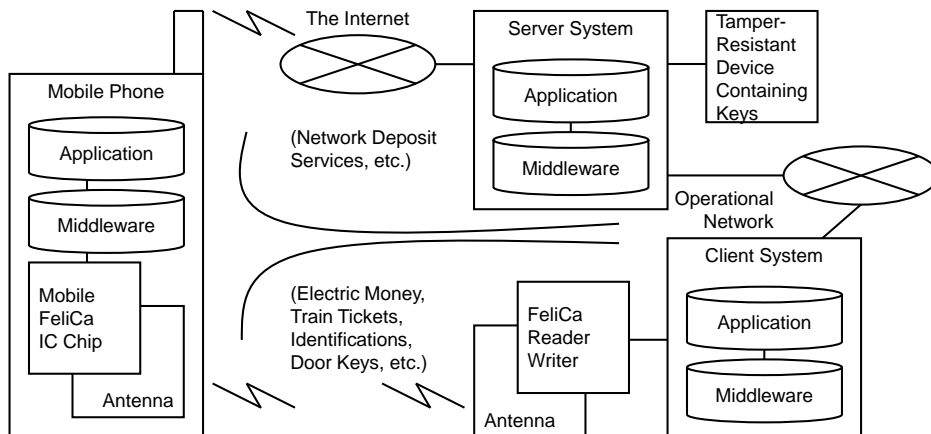 The Internet
Server System
Application
Middleware
Tamper-
Resistant
Device
Containing
Keys
Mobile Phone
Application
Middleware
Mobile
FeliCa
IC Chip
Antenna
(Network Deposit
Services, etc.)
Operational
Network
(Electric Money,
Train Tickets,
Identifications,
Door Keys, etc.)
FeliCa
Reader
Writer
Antenna
Client System
Application
Middleware